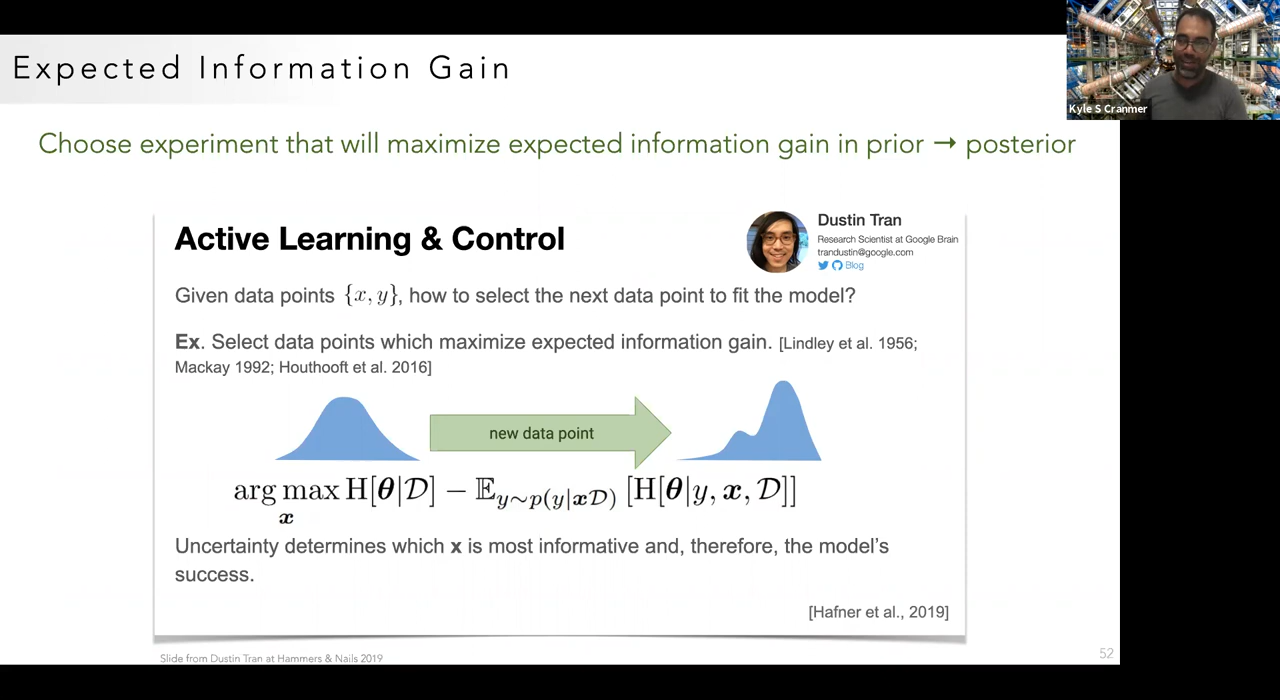 Expected Information Gain
Kyle S Cranmer
Choose experiment that will maximize expected information gain in prior → posterior
Active Learning & Control
Dustin Tran
Research Scientist at Google Brain
trandustin@google.com
Blog
Given data points {x, y}, how to select the next data point to fit the model?
Ex. Select data points which maximize expected information gain. [Lindley et al. 1956;
Mackay 1992; Houthooft et al. 2016]
new data point
arg max H[θ|𝒟] − 𝔼_{y∼p(y|x𝒟)} [H[θ|y, x, 𝒟]]
x
Uncertainty determines which x is most informative and, therefore, the model's
success.
[Hafner et al., 2019]
Slide from Dustin Tran at Hammers & Nails 2019
52